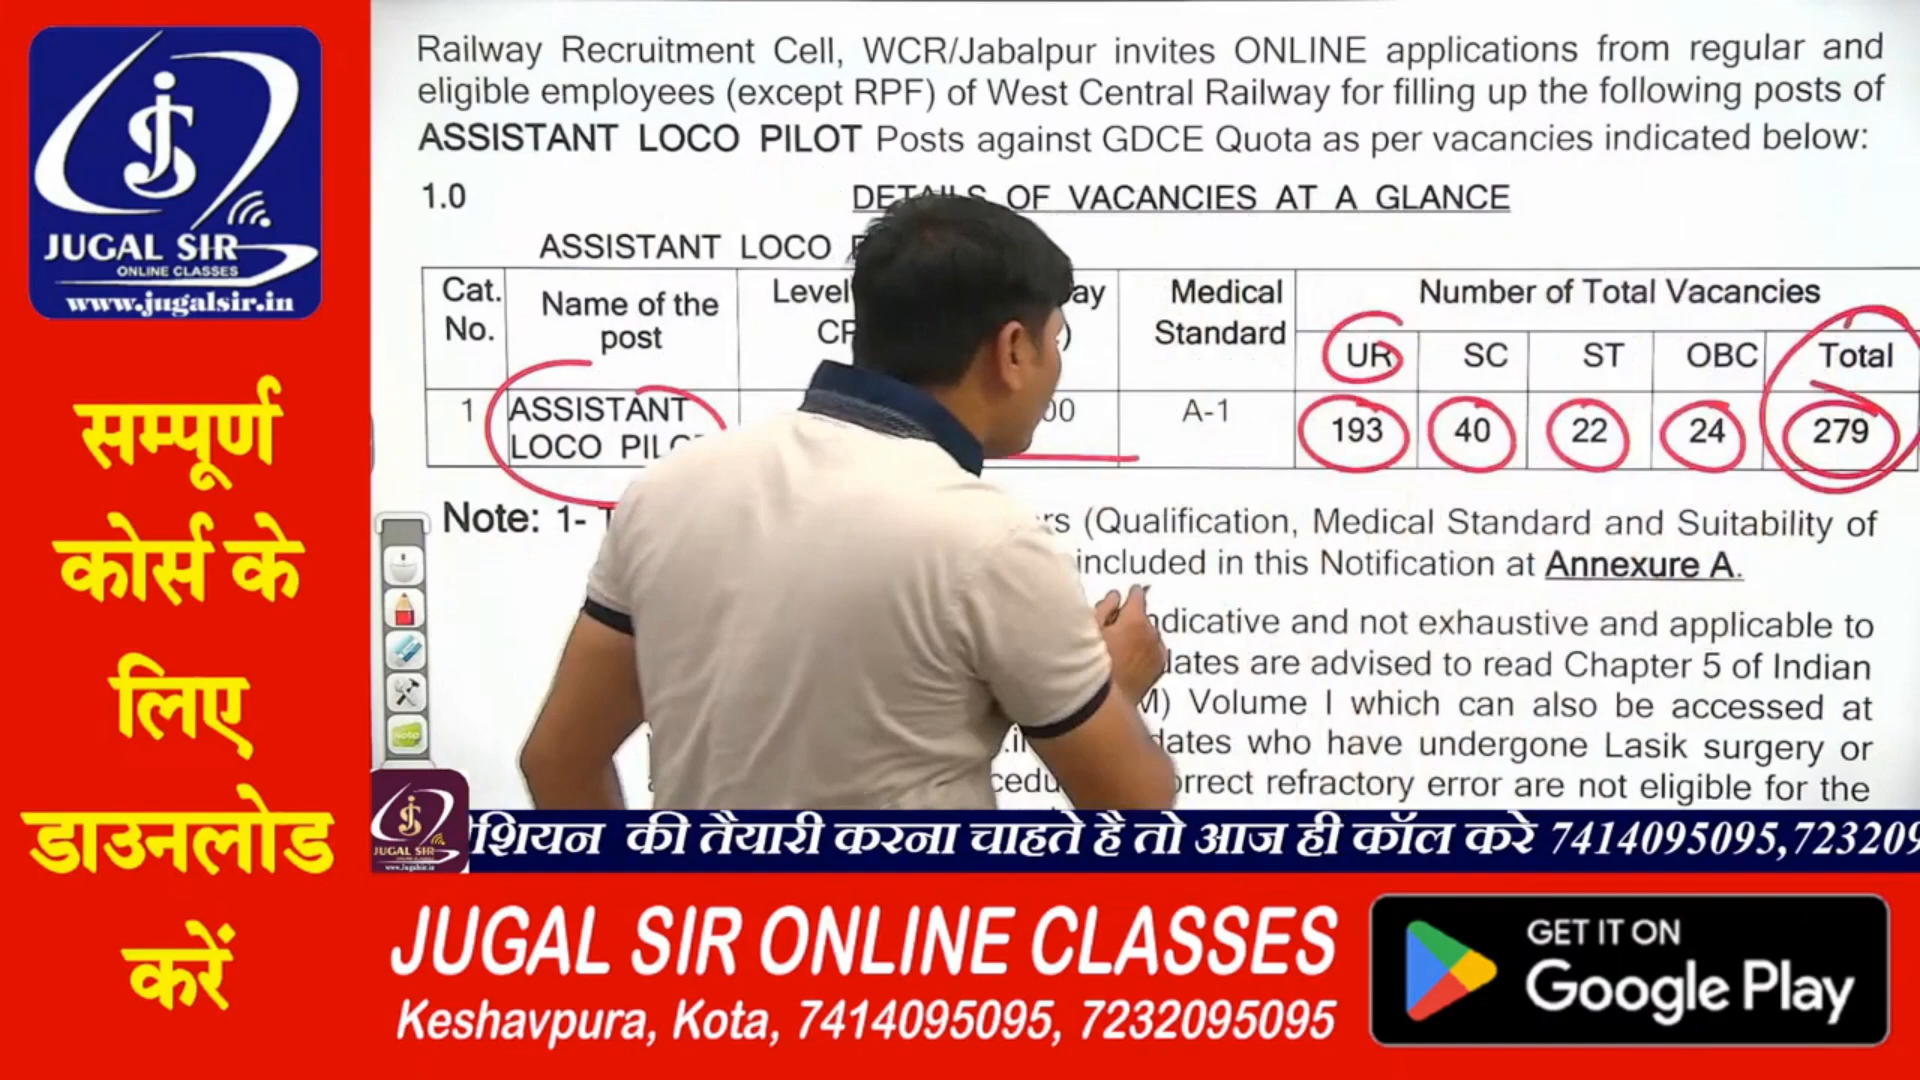 JS
JUGAL SIR
ONLINE CLASSES
www.jugalsir.in
सम्पूर्ण
कोर्स के
लिए
डाउनलोड
करें
Railway Recruitment Cell, WCR/Jabalpur invites ONLINE applications from regular and
eligible employees (except RPF) of West Central Railway for filling up the following posts of
ASSISTANT LOCO PILOT Posts against GDCE Quota as per vacancies indicated below:
1.0 DETAILS OF VACANCIES AT A GLANCE
ASSISTANT LOCO
Cat. No. Name of the post Level Medical Standard Number of Total Vacancies
UR SC ST OBC Total
1 ASSISTANT LOCO PILOT 00 A-1 193 40 22 24 279
Note: 1- (Qualification, Medical Standard and Suitability of
included in this Notification at Annexure A.
indicative and not exhaustive and applicable to
are advised to read Chapter 5 of Indian
Volume I which can also be accessed at
who have undergone Lasik surgery or
refractory error are not eligible for the
JUGAL SIR
शियन की तैयारी करना चाहते है तो आज ही कॉल करे 7414095095,723209
JUGAL SIR ONLINE CLASSES
Keshavpura, Kota, 7414095095, 7232095095
GET IT ON
Google Play